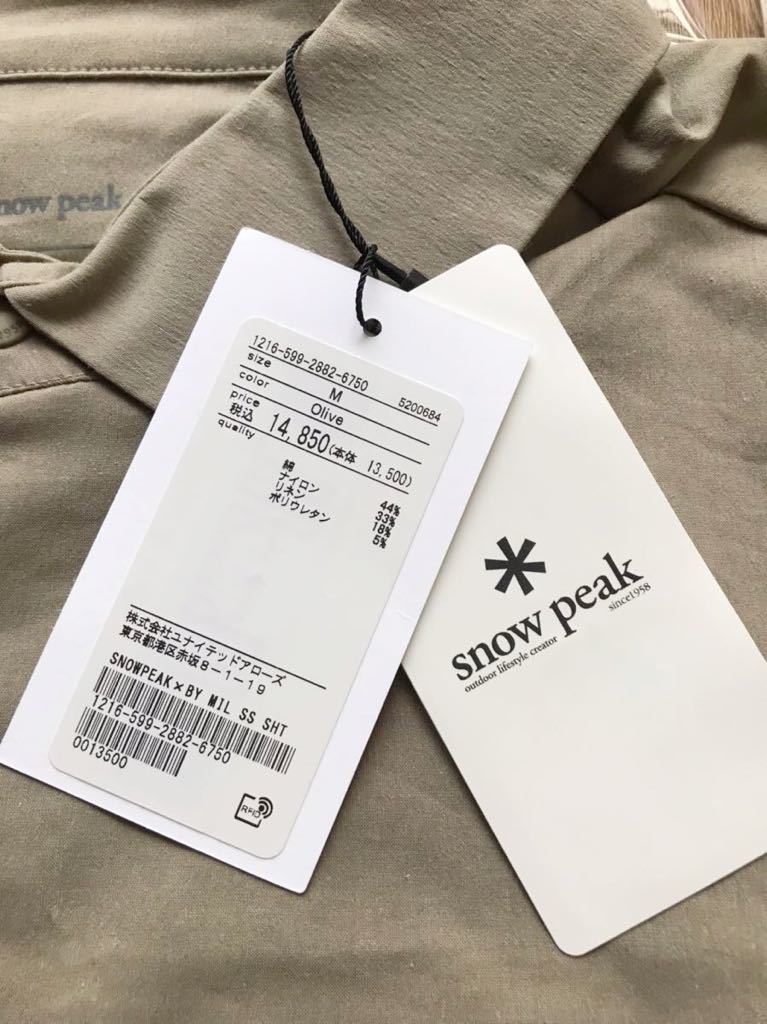 now peak
1216-599-2882-6750
size M 5200684
color Olive
price
税込 14,850(本体 13,500)
quality
綿 44%
ナイロン 33%
リネン 18%
ポリウレタン 5%
株式会社ユナイテッドアローズ
東京都港区赤坂8-1-19
SNOWPEAK×BY MIL SS SHT
1216-599-2882-6750
0013500
RFID
snow peak
outdoor lifestyle creator since1958